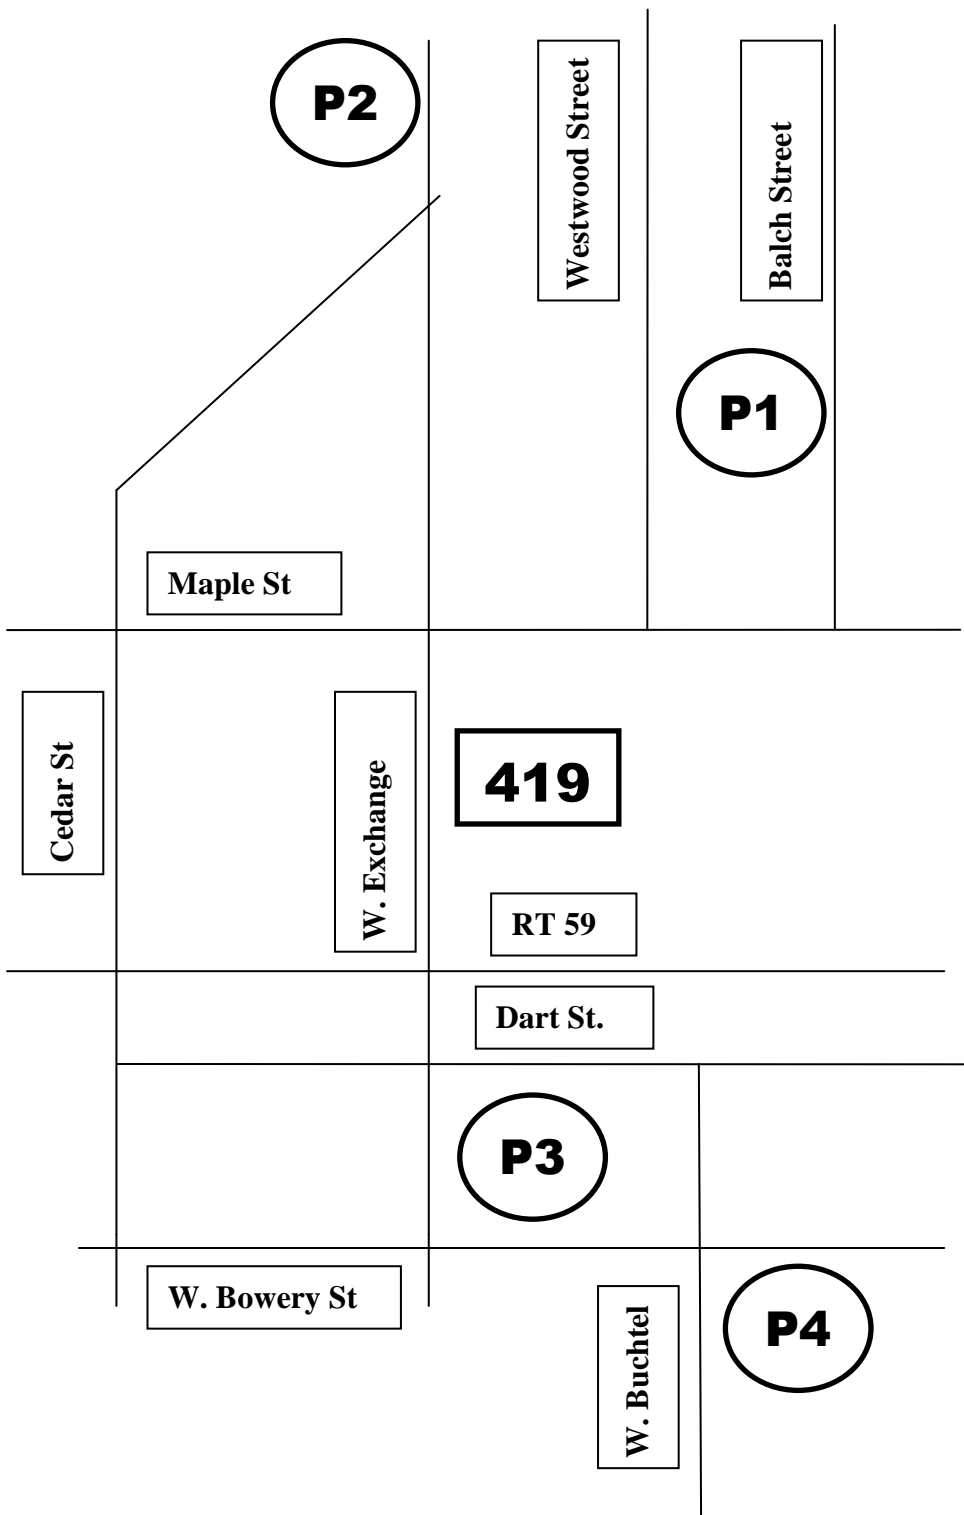 P2
Westwood Street
Balch Street
P1
Maple St
Cedar St
W. Exchange
419
RT 59
Dart St.
P3
W. Bowery St
W. Buchtel
P4